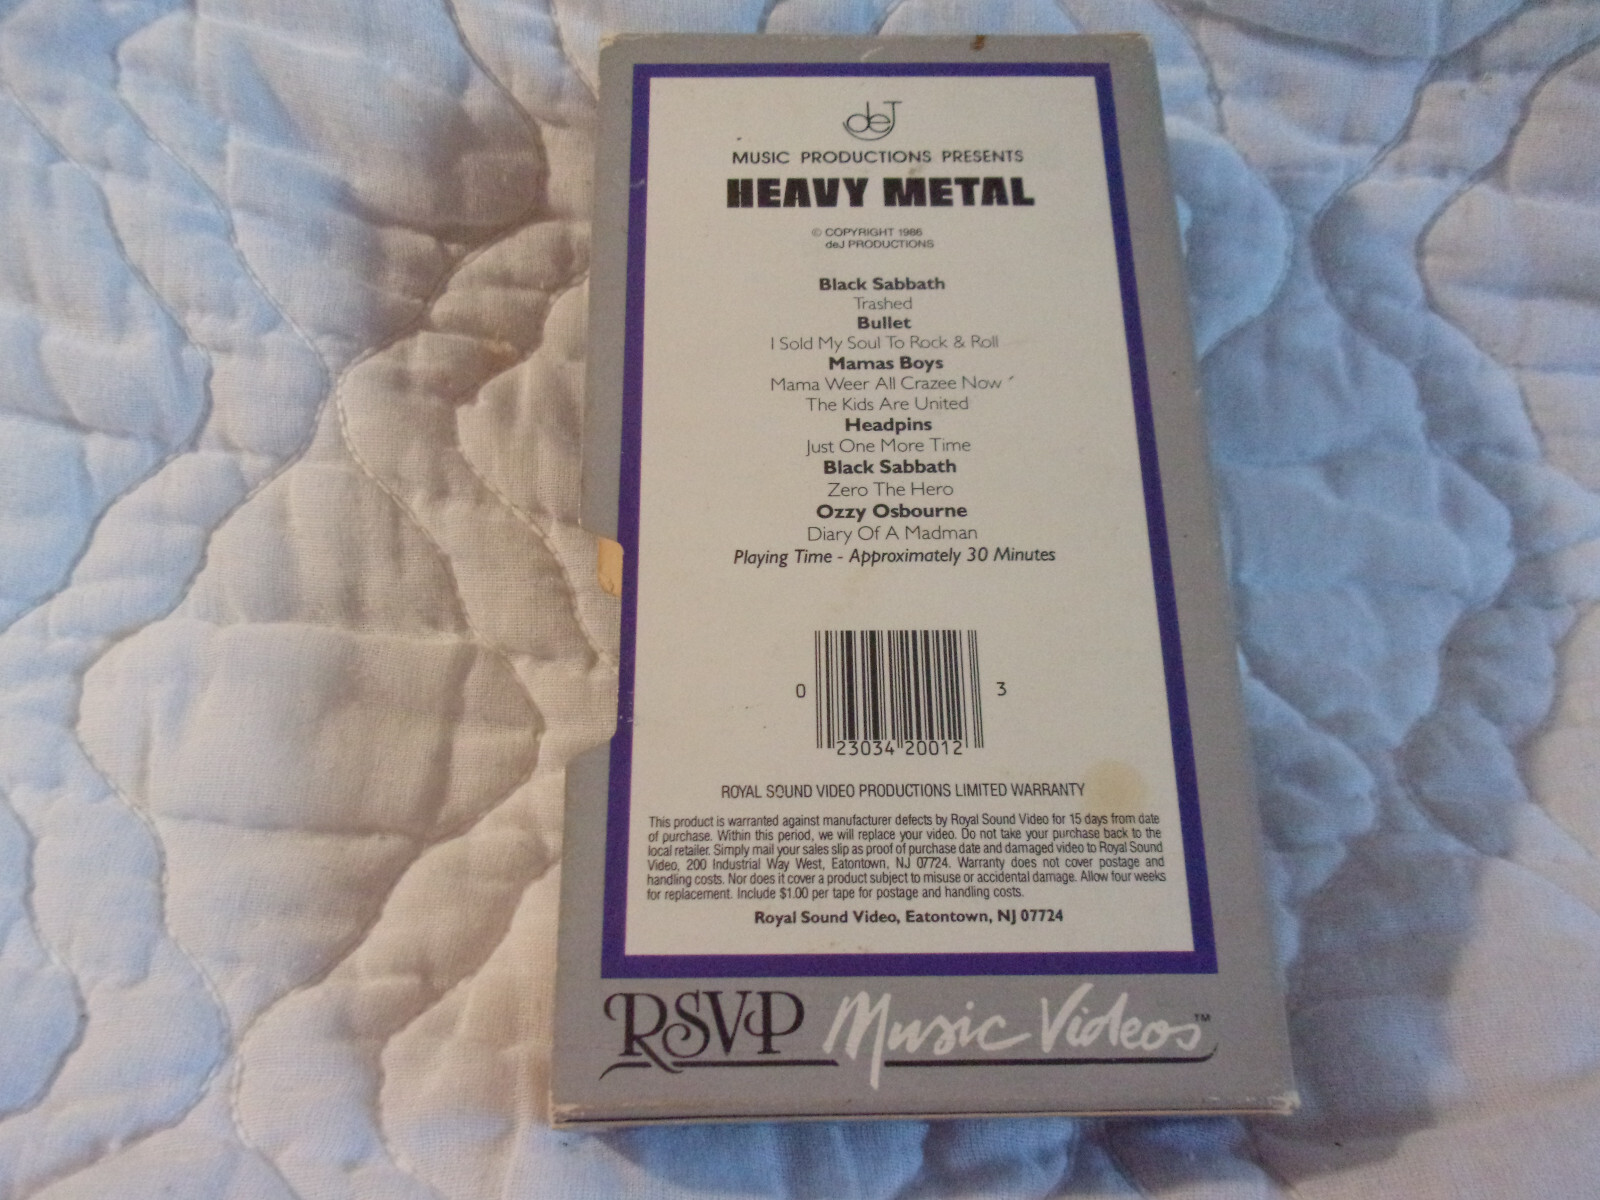 deJ
MUSIC PRODUCTIONS PRESENTS
HEAVY METAL
© COPYRIGHT 1986
deJ PRODUCTIONS
Black Sabbath
Trashed
Bullet
I Sold My Soul To Rock & Roll
Mamas Boys
Mama Weer All Crazee Now
The Kids Are United
Headpins
Just One More Time
Black Sabbath
Zero The Hero
Ozzy Osbourne
Diary Of A Madman
Playing Time - Approximately 30 Minutes
0 23034 20012 3
ROYAL SOUND VIDEO PRODUCTIONS LIMITED WARRANTY
This product is warranted against manufacturer defects by Royal Sound Video for 15 days from date
of purchase. Within this period, we will replace your video. Do not take your purchase back to the
local retailer. Simply mail your sales slip as proof of purchase date and damaged video to Royal Sound
Video, 200 Industrial Way West, Eatontown, NJ 07724. Warranty does not cover postage and
handling costs. Nor does it cover a product subject to misuse or accidental damage. Allow four weeks
for replacement. Include $1.00 per tape for postage and handling costs.
Royal Sound Video, Eatontown, NJ 07724
RSVP Music Videos™